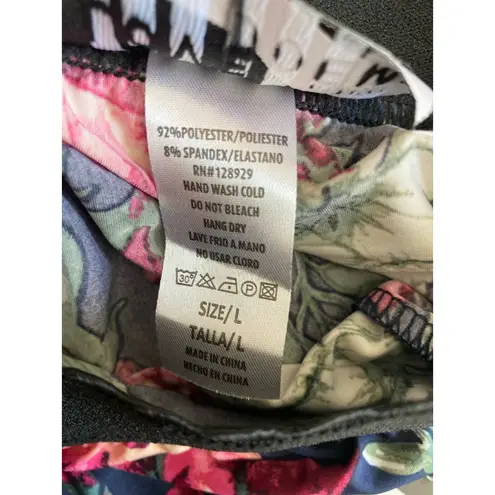 92%POLYESTER/POLIESTER
8% SPANDEX/ELASTANO
RN#128929
HAND WASH COLD
DO NOT BLEACH
HANG DRY
LAVE FRIO A MANO
NO USAR CLORO
30° P
SIZE/L
TALLA/L
MADE IN CHINA
HECHO EN CHINA